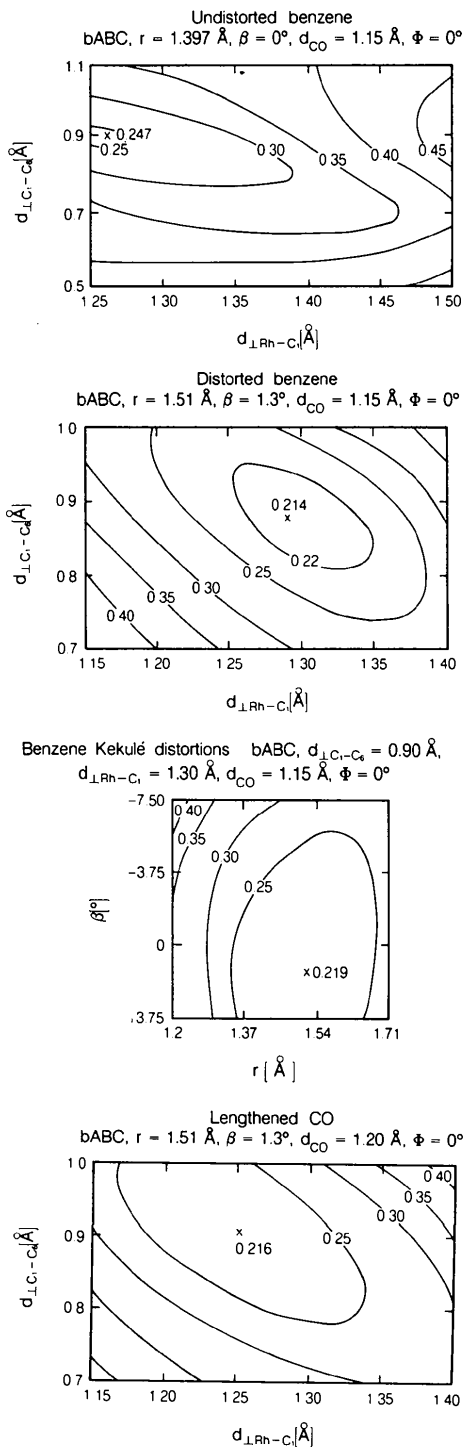 Undistorted benzene
bABC, r = 1.397 Å, β = 0°, dCO = 1.15 Å, Φ = 0°
1.1
0.9
0.7
0.5
d⊥C₁-C₆[Å]
x 0.247
0.25
0.30
0.35
0.40
0.45
1.25 1.30 1.35 1.40 1.45 1.50
d⊥Rh-C₁[Å]
Distorted benzene
bABC, r = 1.51 Å, β = 1.3°, dCO = 1.15 Å, Φ = 0°
1.0
0.9
0.8
0.7
d⊥C₁-C₆[Å]
0.214
x
0.22
0.25
0.30
0.35
0.40
1.15 1.20 1.25 1.30 1.35 1.40
d⊥Rh-C₁[Å]
Benzene Kekulé distortions bABC, d⊥C₁-C₆ = 0.90 Å,
d⊥Rh-C₁ = 1.30 Å, dCO = 1.15 Å, Φ = 0°
-7.50
-3.75
0
3.75
β[°]
0.40
0.35
0.30
0.25
x 0.219
1.2 1.37 1.54 1.71
r [Å]
Lengthened CO
bABC, r = 1.51 Å, β = 1.3°, dCO = 1.20 Å, Φ = 0°
1.0
0.9
0.8
0.7
d⊥C₁-C₆[Å]
0.40
0.35
0.30
0.25
x
0.216
1.15 1.20 1.25 1.30 1.35 1.40
d⊥Rh-C₁[Å]